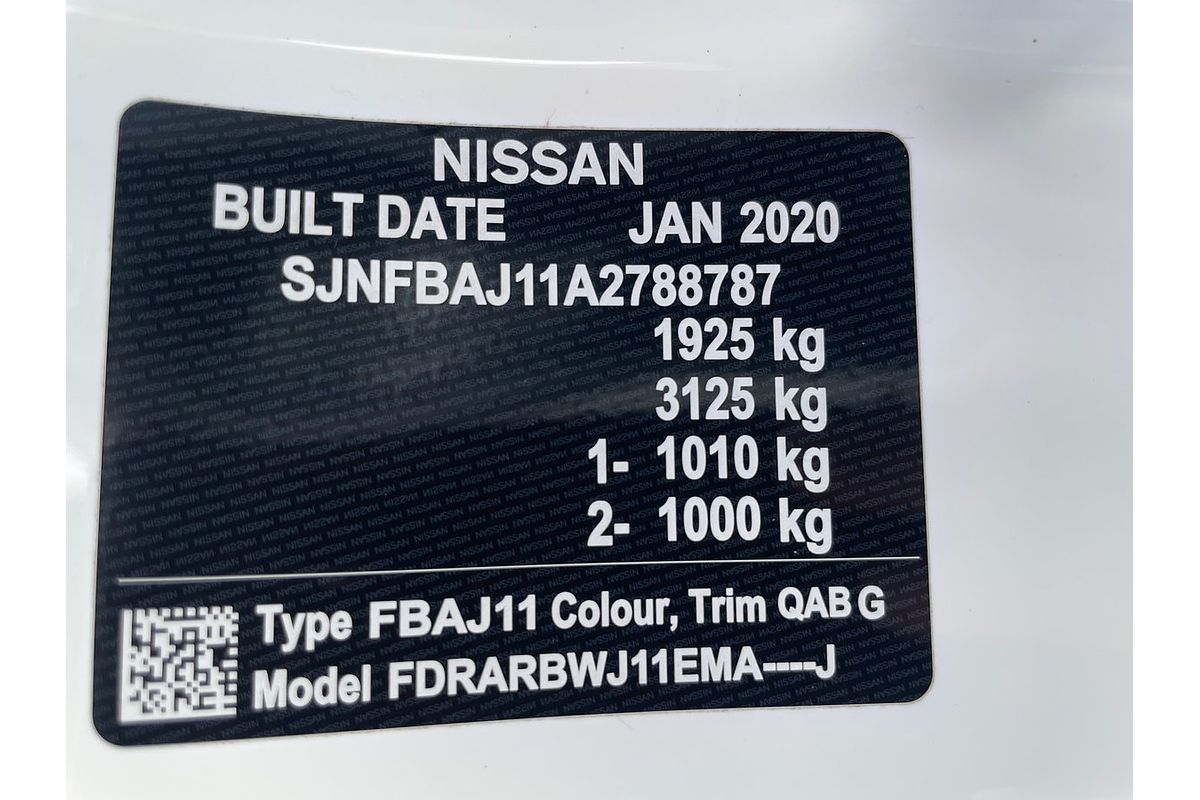 NISSAN
BUILT DATE JAN 2020
SJNFBAJ11A2788787
1925 kg
3125 kg
1- 1010 kg
2- 1000 kg
Type FBAJ11 Colour, Trim QAB G
Model FDRARBWJ11EMA----J